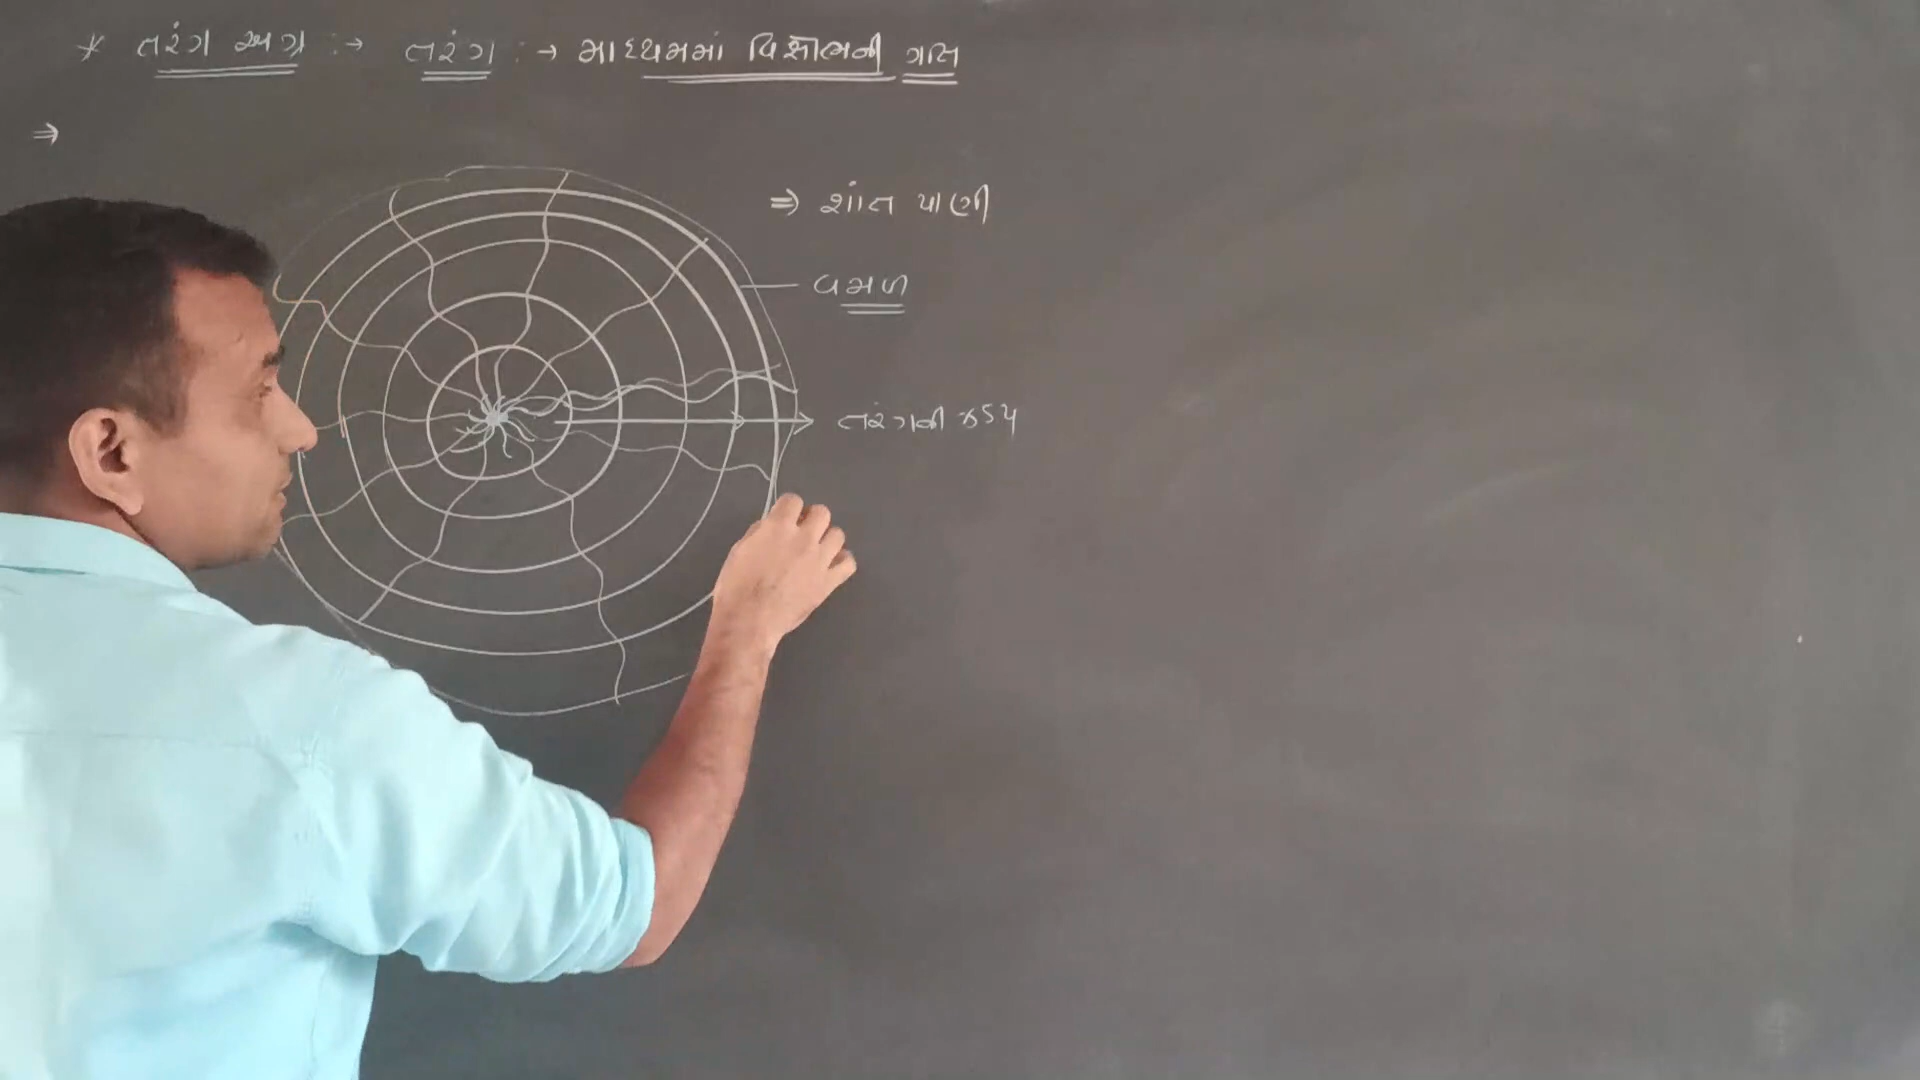 * તરંગ અગ્ર :→ તરંગ :→ માધ્યમમાં વિક્ષોભની ગતિ
⇒
⇒ શાંત પાણી
વમળ
તરંગની ઝડપ